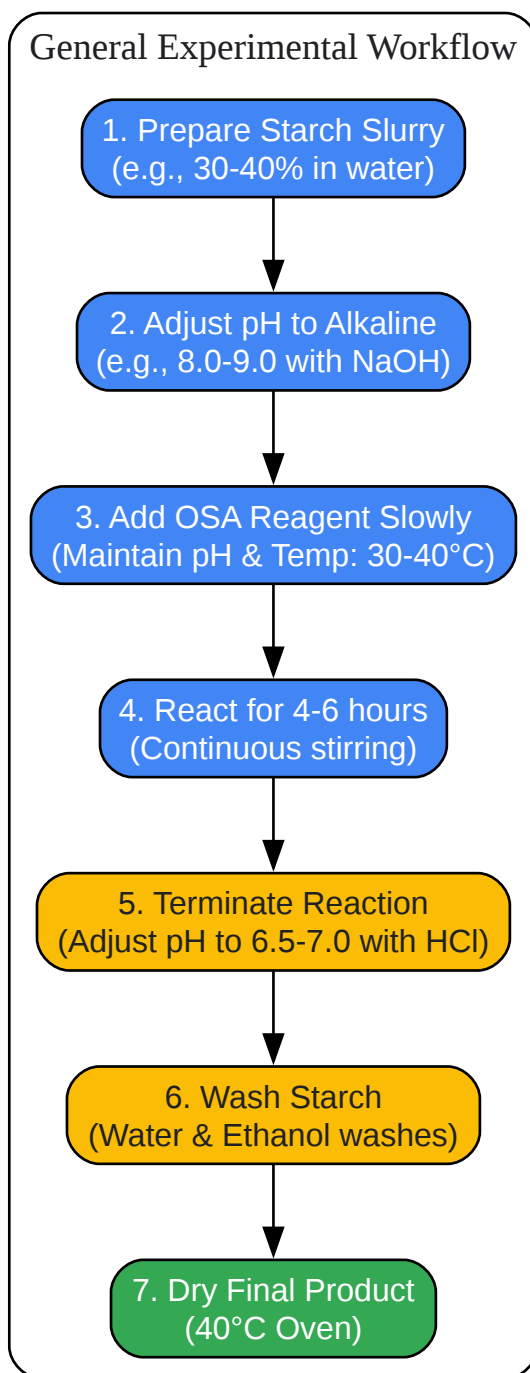 General Experimental Workflow
1. Prepare Starch Slurry
(e.g., 30-40% in water)
2. Adjust pH to Alkaline
(e.g., 8.0-9.0 with NaOH)
3. Add OSA Reagent Slowly
(Maintain pH & Temp: 30-40°C)
4. React for 4-6 hours
(Continuous stirring)
5. Terminate Reaction
(Adjust pH to 6.5-7.0 with HCl)
6. Wash Starch
(Water & Ethanol washes)
7. Dry Final Product
(40°C Oven)